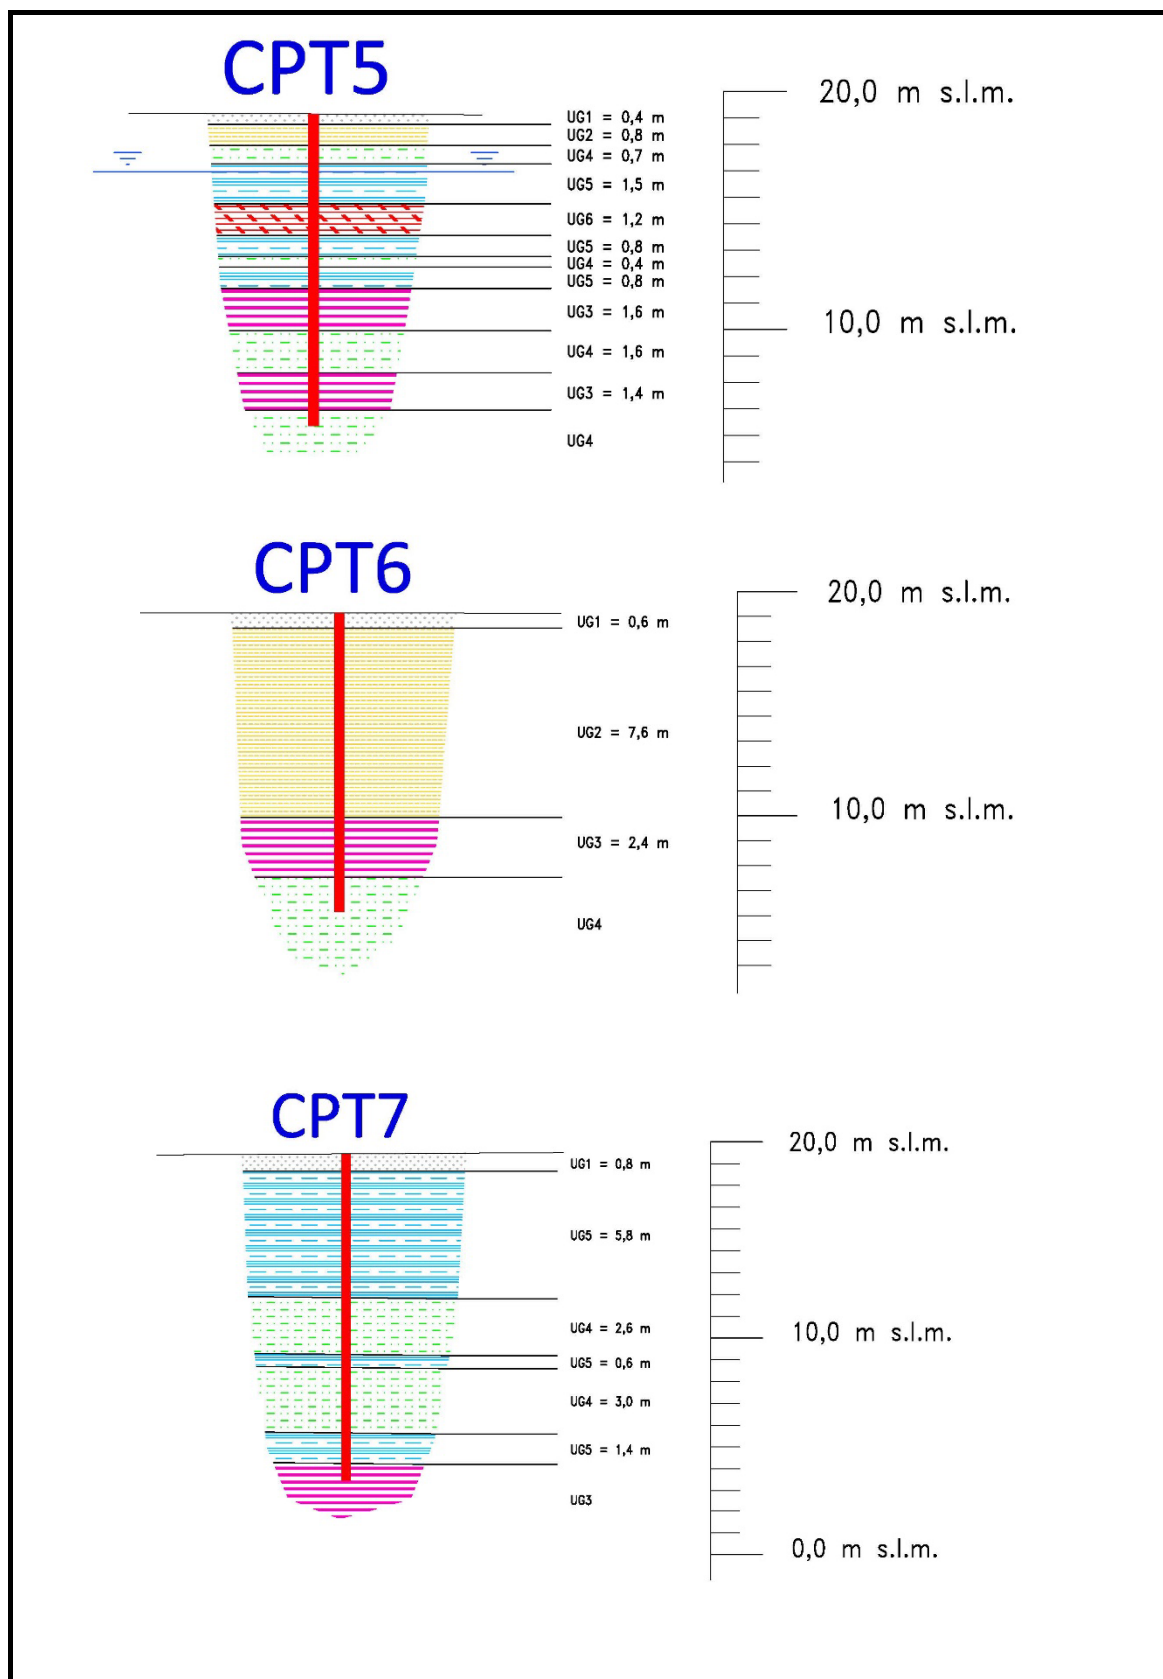 CPT5
20,0 m s.l.m.
UG1 = 0,4 m
UG2 = 0,8 m
UG4 = 0,7 m
UG5 = 1,5 m
UG6 = 1,2 m
UG5 = 0,8 m
UG4 = 0,4 m
UG5 = 0,8 m
UG3 = 1,6 m
10,0 m s.l.m.
UG4 = 1,6 m
UG3 = 1,4 m
UG4
CPT6
20,0 m s.l.m.
UG1 = 0,6 m
UG2 = 7,6 m
10,0 m s.l.m.
UG3 = 2,4 m
UG4
CPT7
20,0 m s.l.m.
UG1 = 0,8 m
UG5 = 5,8 m
UG4 = 2,6 m
10,0 m s.l.m.
UG5 = 0,6 m
UG4 = 3,0 m
UG5 = 1,4 m
UG3
0,0 m s.l.m.